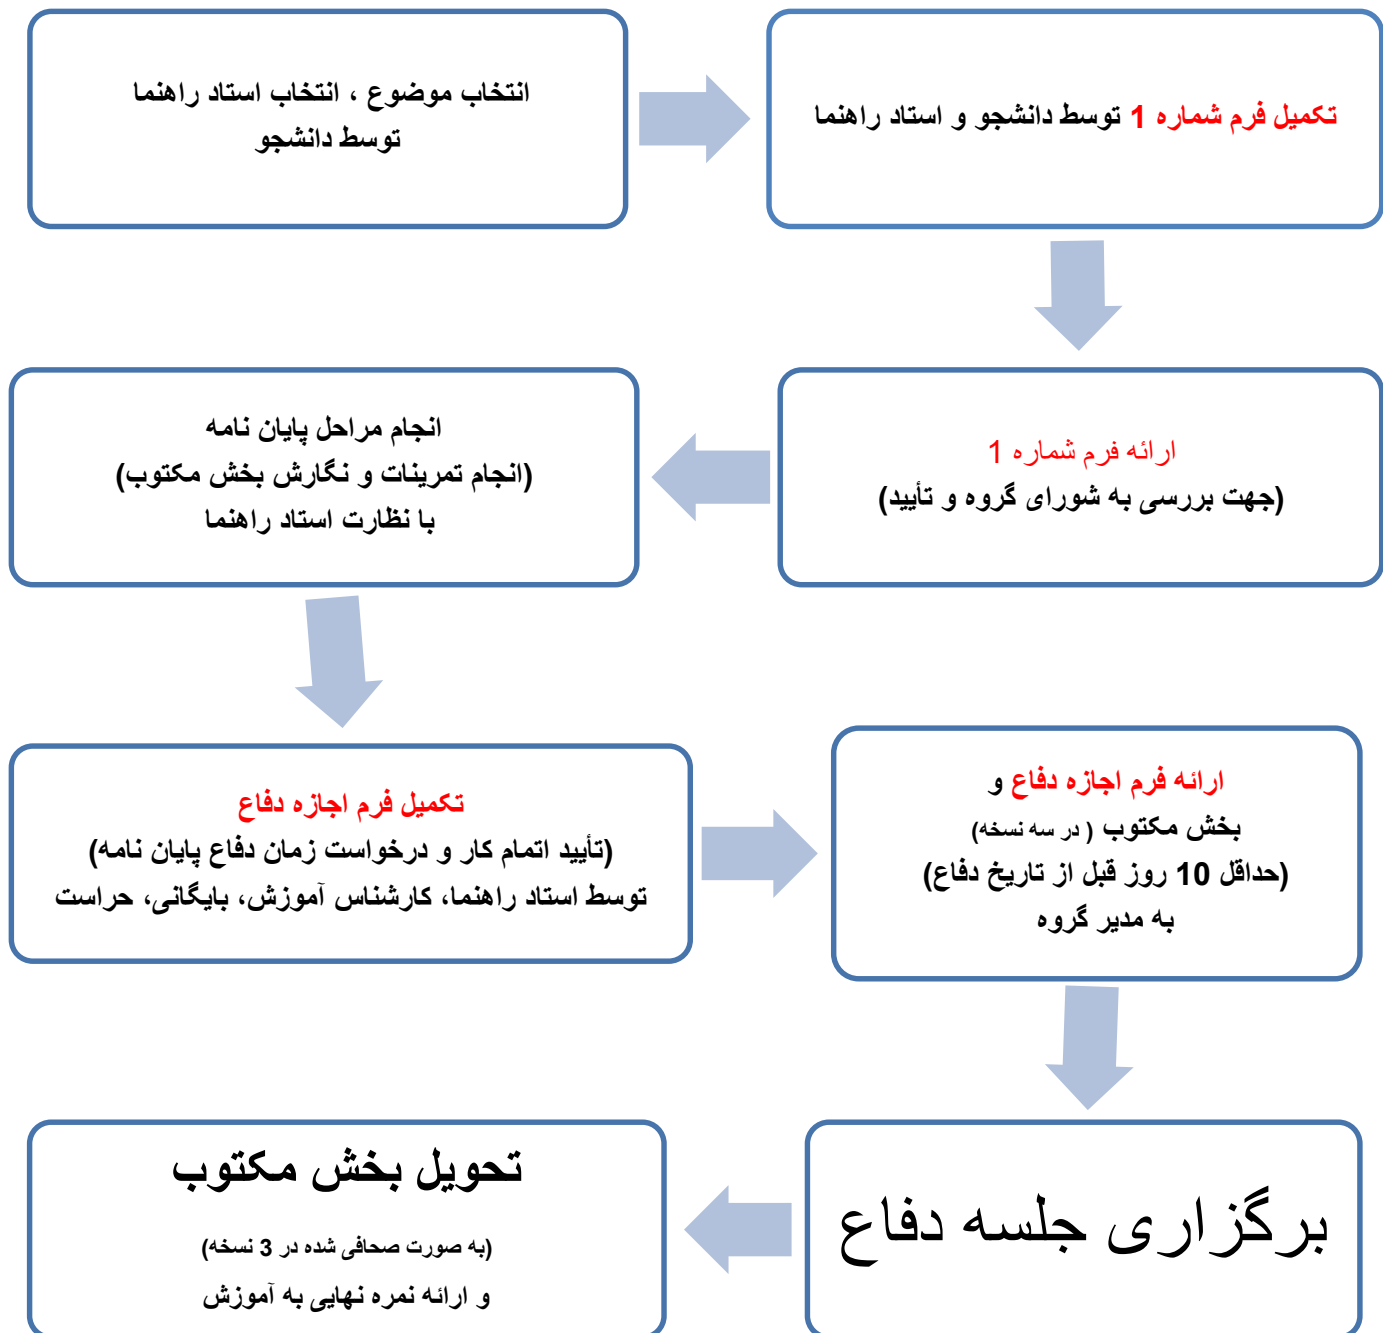 انتخاب موضوع ، انتخاب استاد راهنما
توسط دانشجو
تکمیل فرم شماره 1 توسط دانشجو و استاد راهنما
ارائه فرم شماره 1
(جهت بررسی به شورای گروه و تأیید)
انجام مراحل پایان نامه
(انجام تمرینات و نگارش بخش مکتوب)
با نظارت استاد راهنما
تکمیل فرم اجازه دفاع
(تأیید اتمام کار و درخواست زمان دفاع پایان نامه)
توسط استاد راهنما، کارشناس آموزش، بایگانی، حراست
ارائه فرم اجازه دفاع و
بخش مکتوب ( در سه نسخه)
(حداقل 10 روز قبل از تاریخ دفاع)
به مدیر گروه
برگزاری جلسه دفاع
تحویل بخش مکتوب
(به صورت صحافی شده در 3 نسخه)
و ارائه نمره نهایی به آموزش